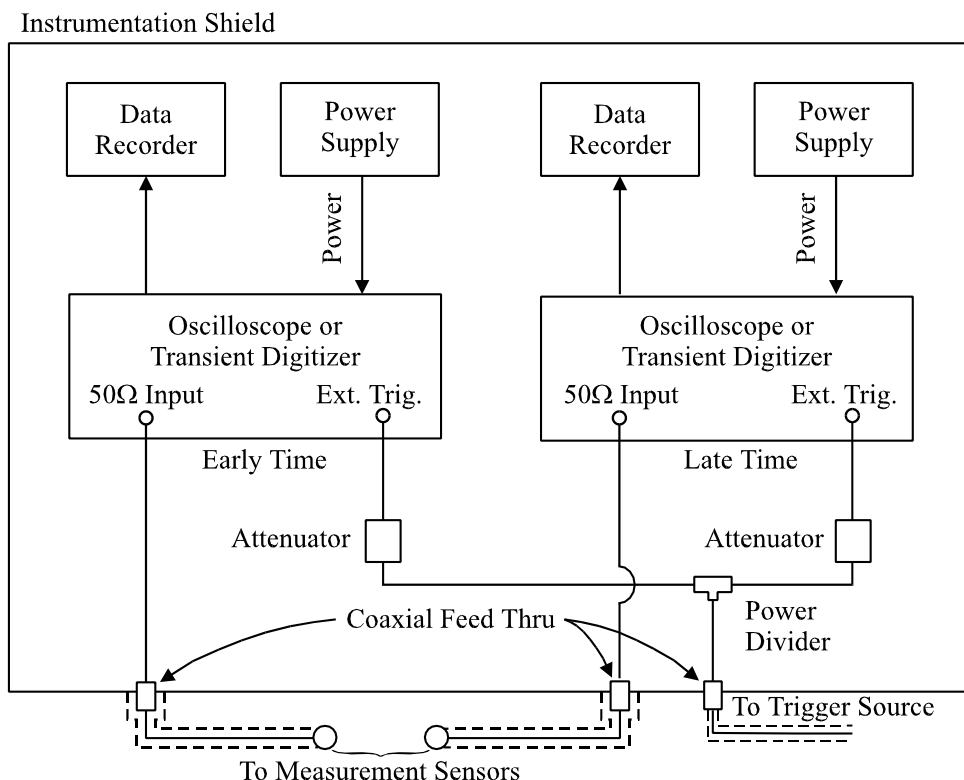 Instrumentation Shield
Data
Recorder
Power
Supply
Data
Recorder
Power
Supply
Power
Power
Oscilloscope or
Transient Digitizer
50Ω Input
Ext. Trig.
Oscilloscope or
Transient Digitizer
50Ω Input
Ext. Trig.
Early Time
Late Time
Attenuator
Attenuator
Coaxial Feed Thru
Power
Divider
To Trigger Source
To Measurement Sensors